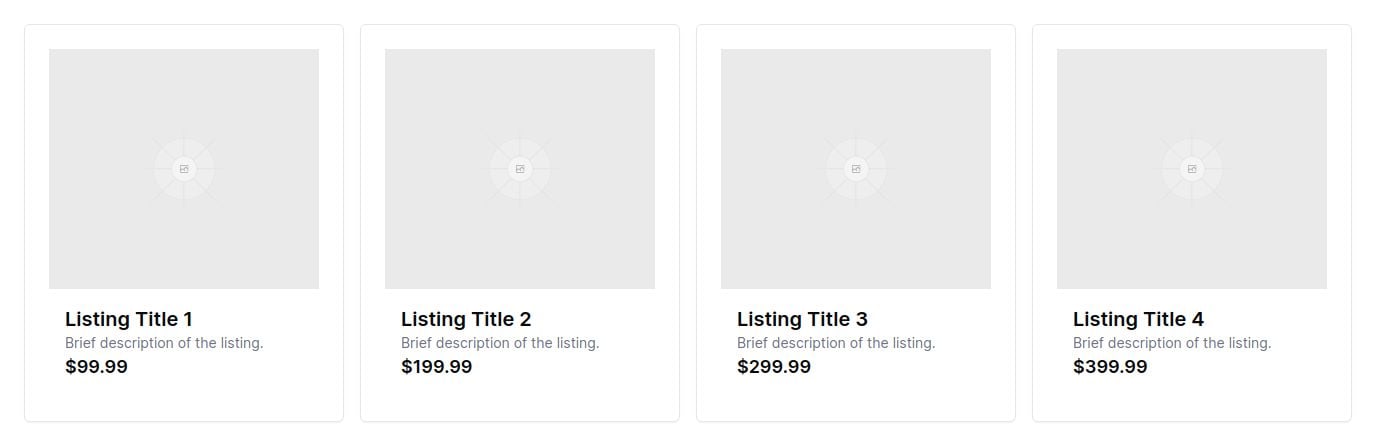 Listing Title 1
Brief description of the listing.
$99.99
Listing Title 2
Brief description of the listing.
$199.99
Listing Title 3
Brief description of the listing.
$299.99
Listing Title 4
Brief description of the listing.
$399.99